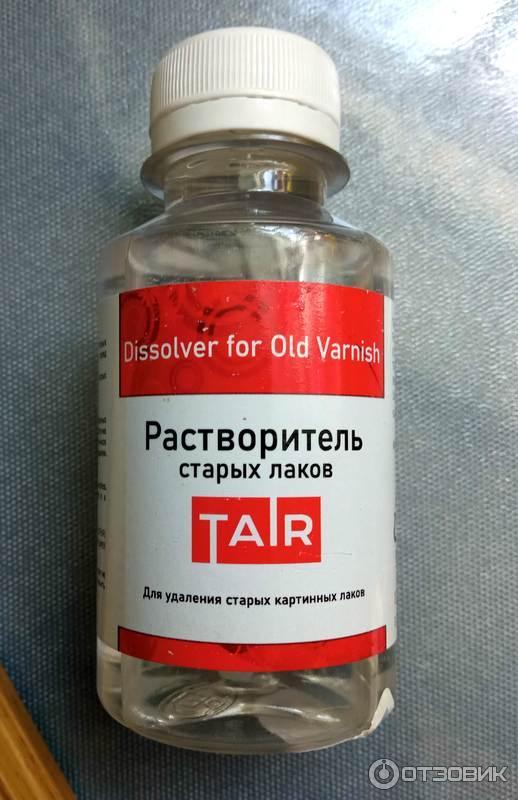 Dissolver for Old Varnish
Растворитель
старых лаков
TAIR
Для удаления старых картинных лаков
ОТЗОВИК